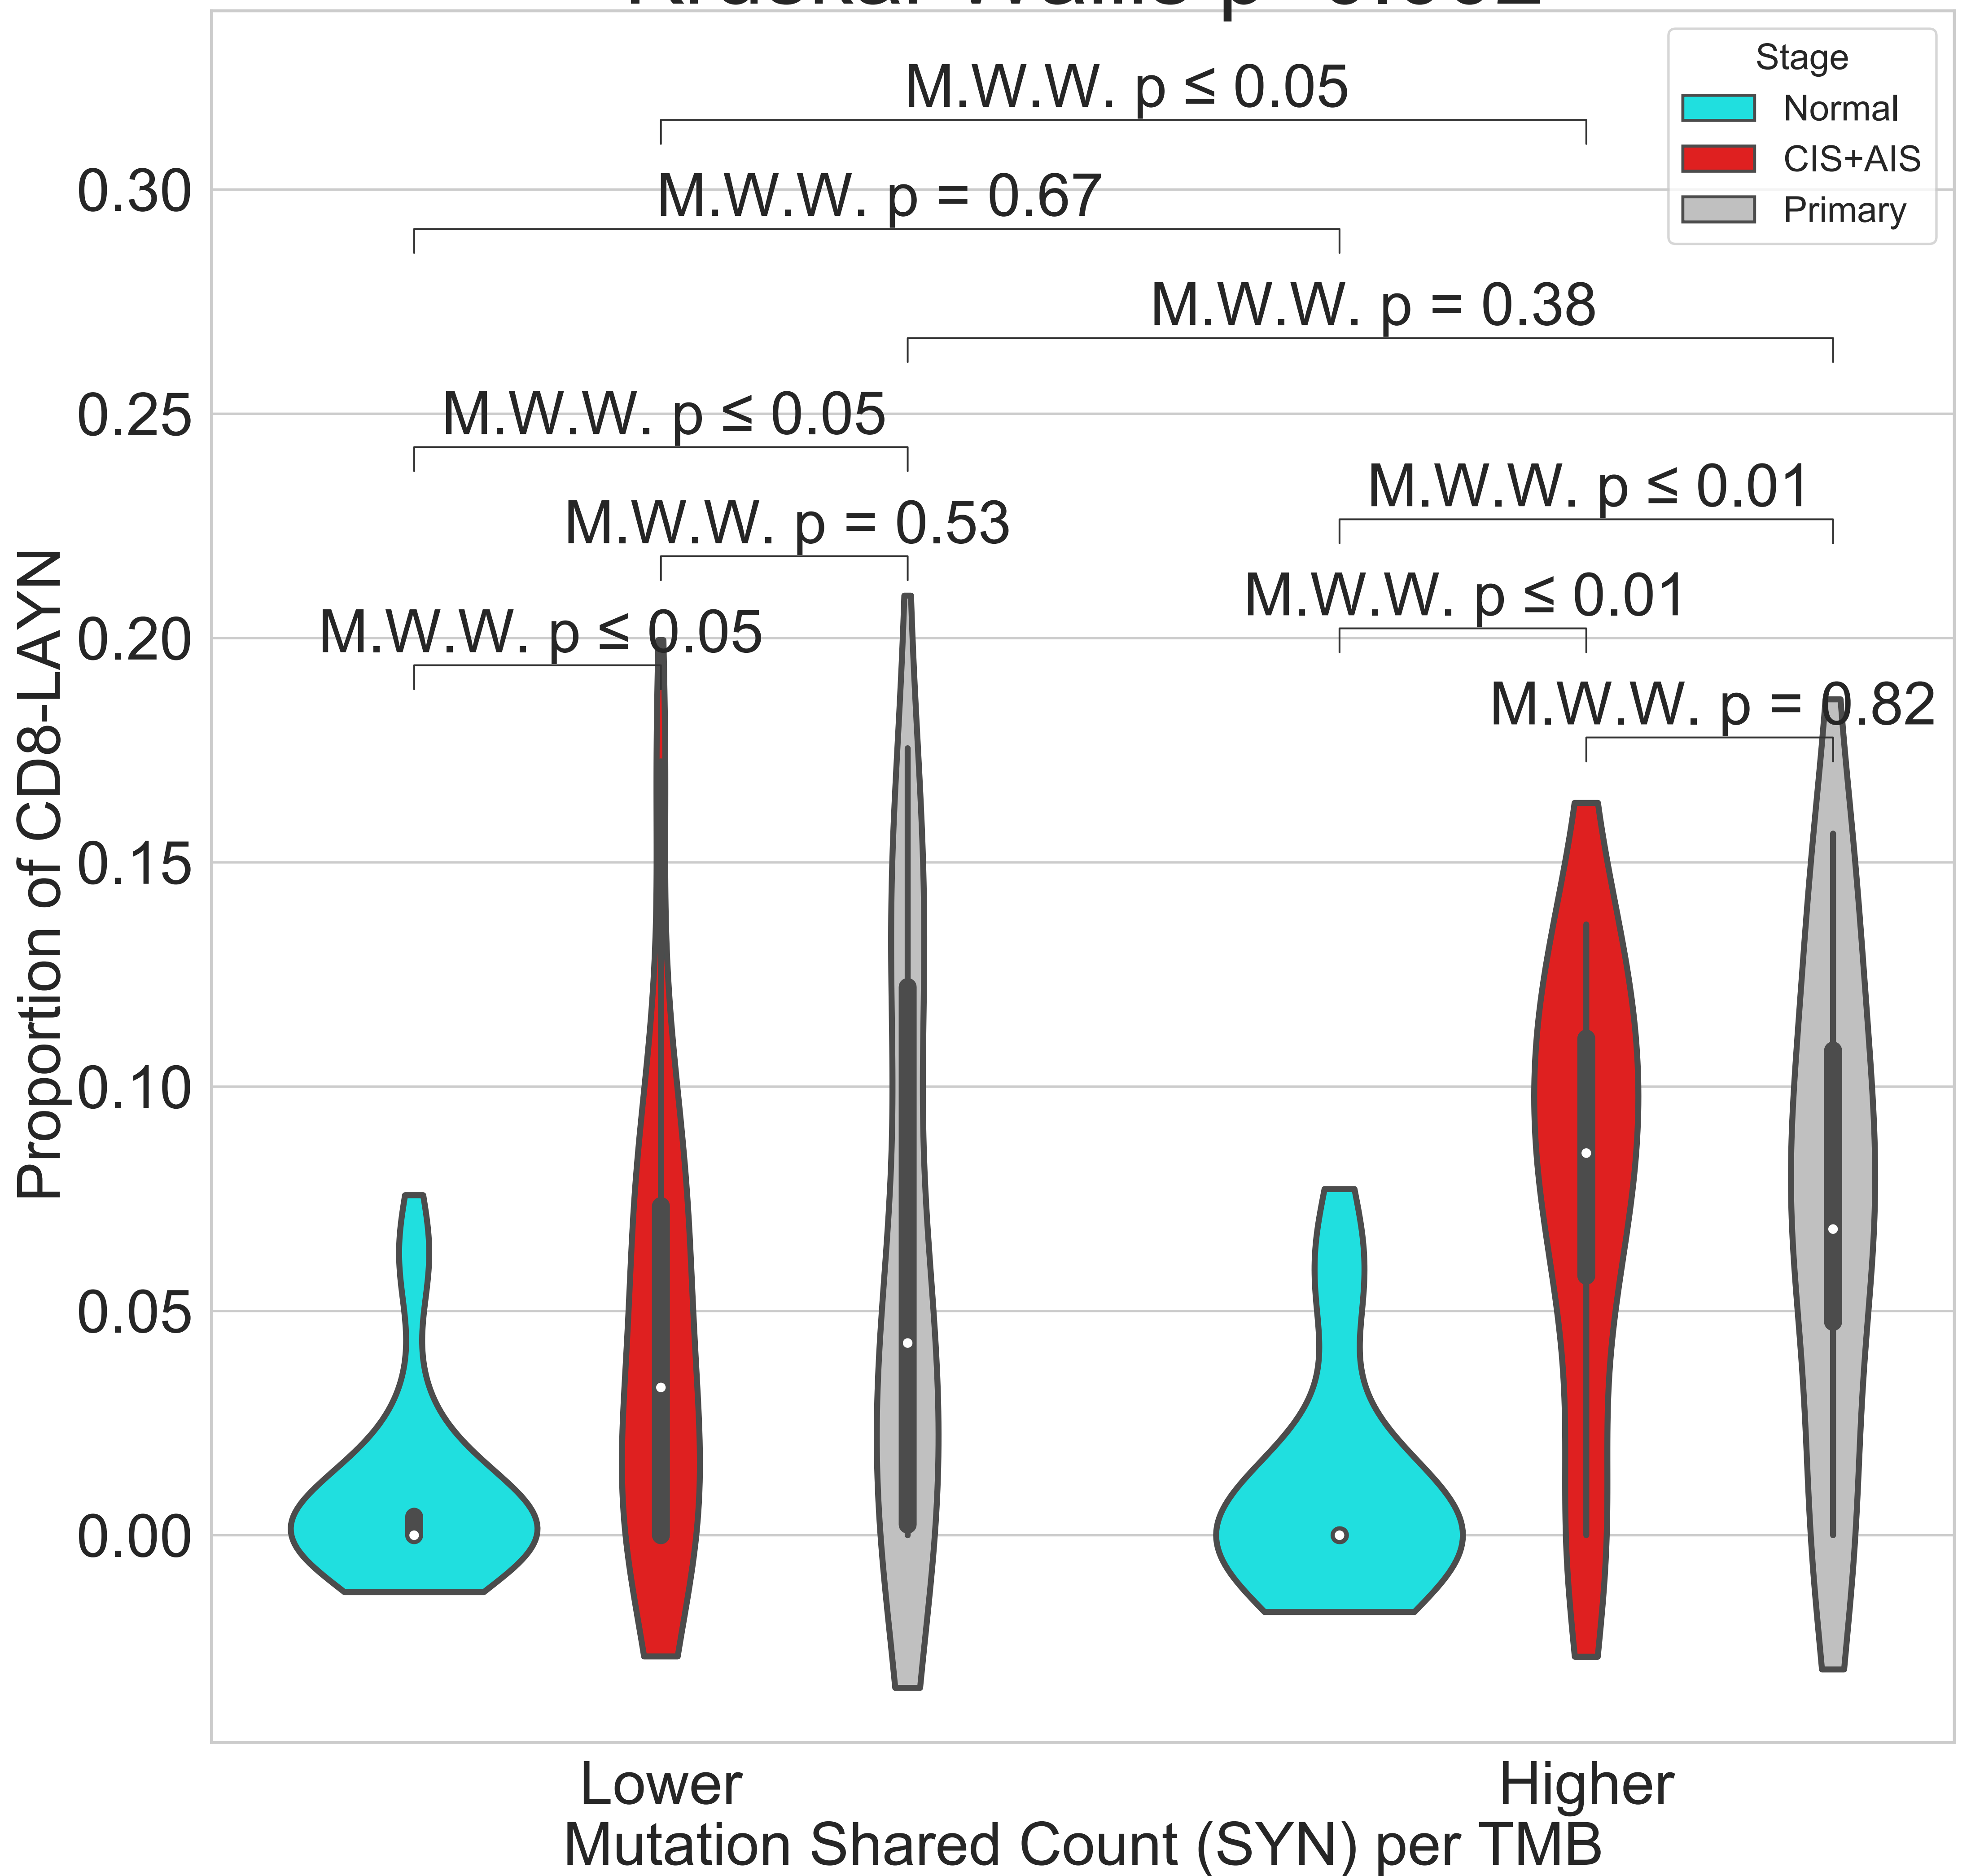 M.W.W. p ≤ 0.05
Stage
Normal
CIS+AIS
Primary
M.W.W. p = 0.67
M.W.W. p = 0.38
M.W.W. p ≤ 0.05
M.W.W. p ≤ 0.01
M.W.W. p = 0.53
M.W.W. p ≤ 0.01
M.W.W. p ≤ 0.05
M.W.W. p = 0.82
0.30
0.25
0.20
0.15
0.10
0.05
0.00
Proportion of CD8-LAYN
Lower
Higher
Mutation Shared Count (SYN) per TMB